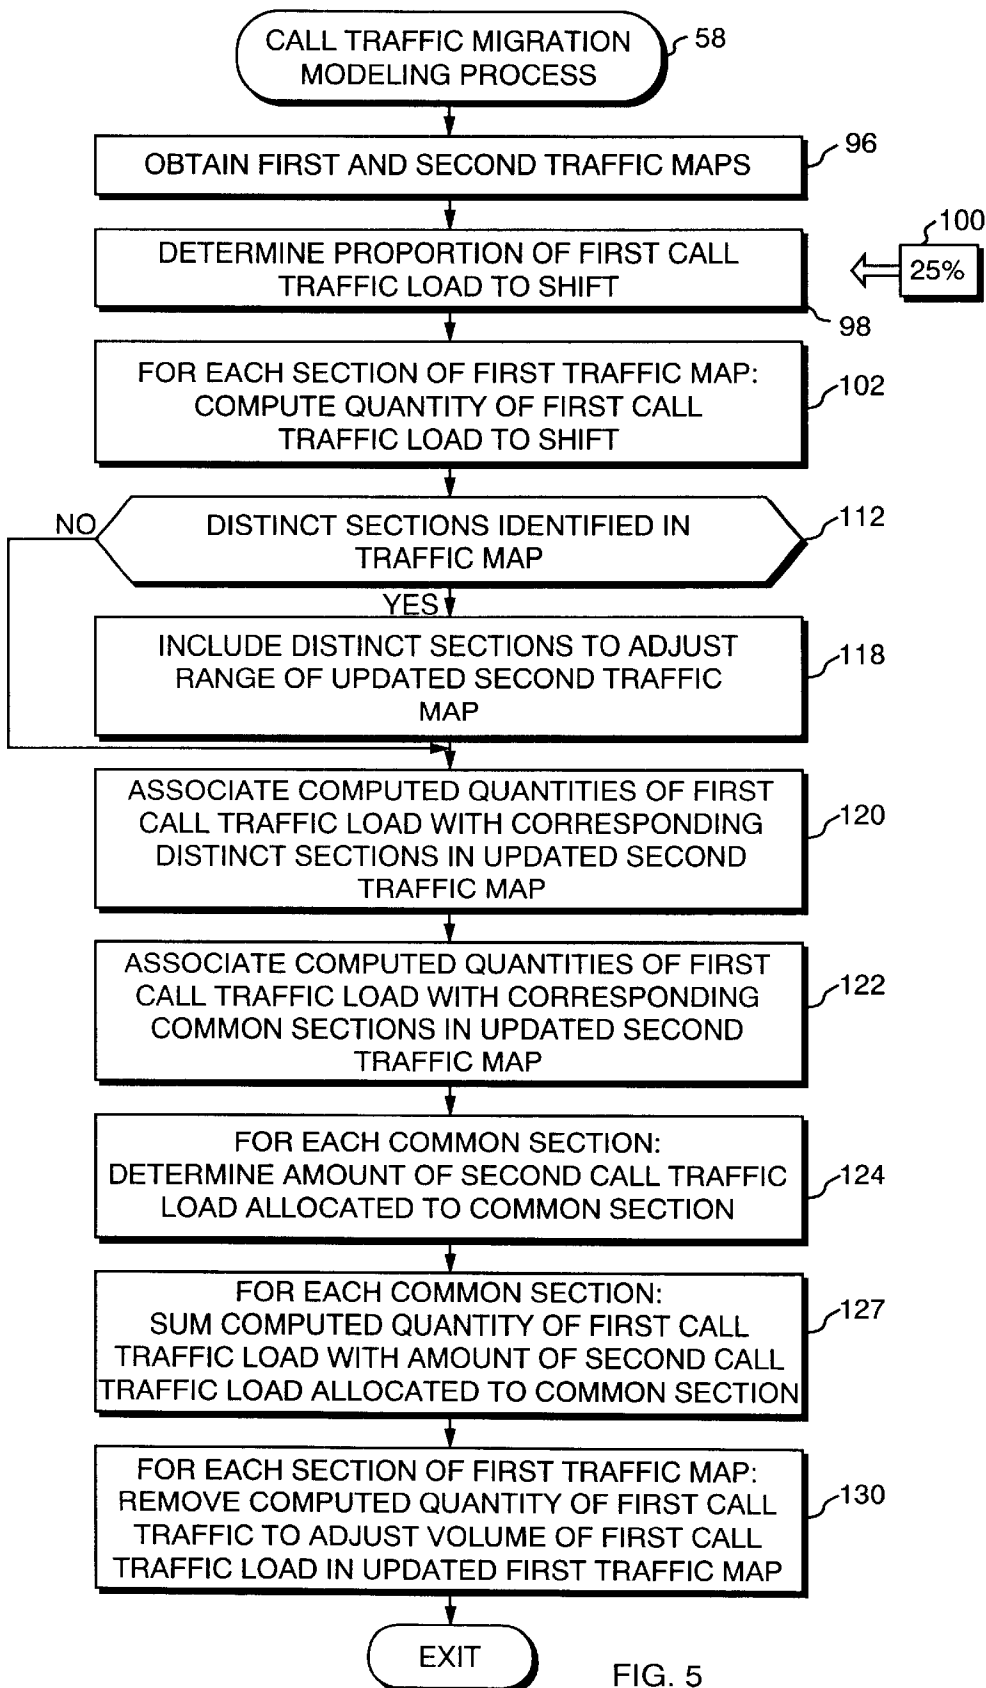 CALL TRAFFIC MIGRATION
MODELING PROCESS
58
OBTAIN FIRST AND SECOND TRAFFIC MAPS
96
DETERMINE PROPORTION OF FIRST CALL
TRAFFIC LOAD TO SHIFT
98
100
25%
FOR EACH SECTION OF FIRST TRAFFIC MAP:
COMPUTE QUANTITY OF FIRST CALL
TRAFFIC LOAD TO SHIFT
102
NO
DISTINCT SECTIONS IDENTIFIED IN
TRAFFIC MAP
112
YES
INCLUDE DISTINCT SECTIONS TO ADJUST
RANGE OF UPDATED SECOND TRAFFIC
MAP
118
ASSOCIATE COMPUTED QUANTITIES OF FIRST
CALL TRAFFIC LOAD WITH CORRESPONDING
DISTINCT SECTIONS IN UPDATED SECOND
TRAFFIC MAP
120
ASSOCIATE COMPUTED QUANTITIES OF FIRST
CALL TRAFFIC LOAD WITH CORRESPONDING
COMMON SECTIONS IN UPDATED SECOND
TRAFFIC MAP
122
FOR EACH COMMON SECTION:
DETERMINE AMOUNT OF SECOND CALL TRAFFIC
LOAD ALLOCATED TO COMMON SECTION
124
FOR EACH COMMON SECTION:
SUM COMPUTED QUANTITY OF FIRST CALL
TRAFFIC LOAD WITH AMOUNT OF SECOND CALL
TRAFFIC LOAD ALLOCATED TO COMMON SECTION
127
FOR EACH SECTION OF FIRST TRAFFIC MAP:
REMOVE COMPUTED QUANTITY OF FIRST CALL
TRAFFIC TO ADJUST VOLUME OF FIRST CALL
TRAFFIC LOAD IN UPDATED FIRST TRAFFIC MAP
130
EXIT
FIG. 5